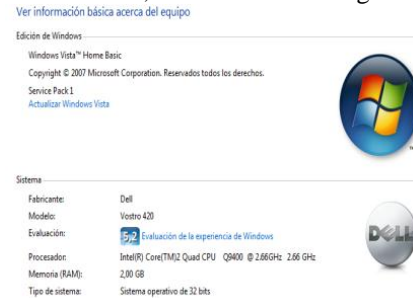 Ver información básica acerca del equipo
Edición de Windows
Windows Vista™ Home Basic
Copyright © 2007 Microsoft Corporation. Reservados todos los derechos.
Service Pack 1
Actualizar Windows Vista
Sistema
Fabricante: Dell
Modelo: Vostro 420
Evaluación: 5,2 Evaluación de la experiencia de Windows
Procesador: Intel(R) Core(TM)2 Quad CPU Q9400 @ 2.66GHz 2.66 GHz
Memoria (RAM): 2,00 GB
Tipo de sistema: Sistema operativo de 32 bits
DELL